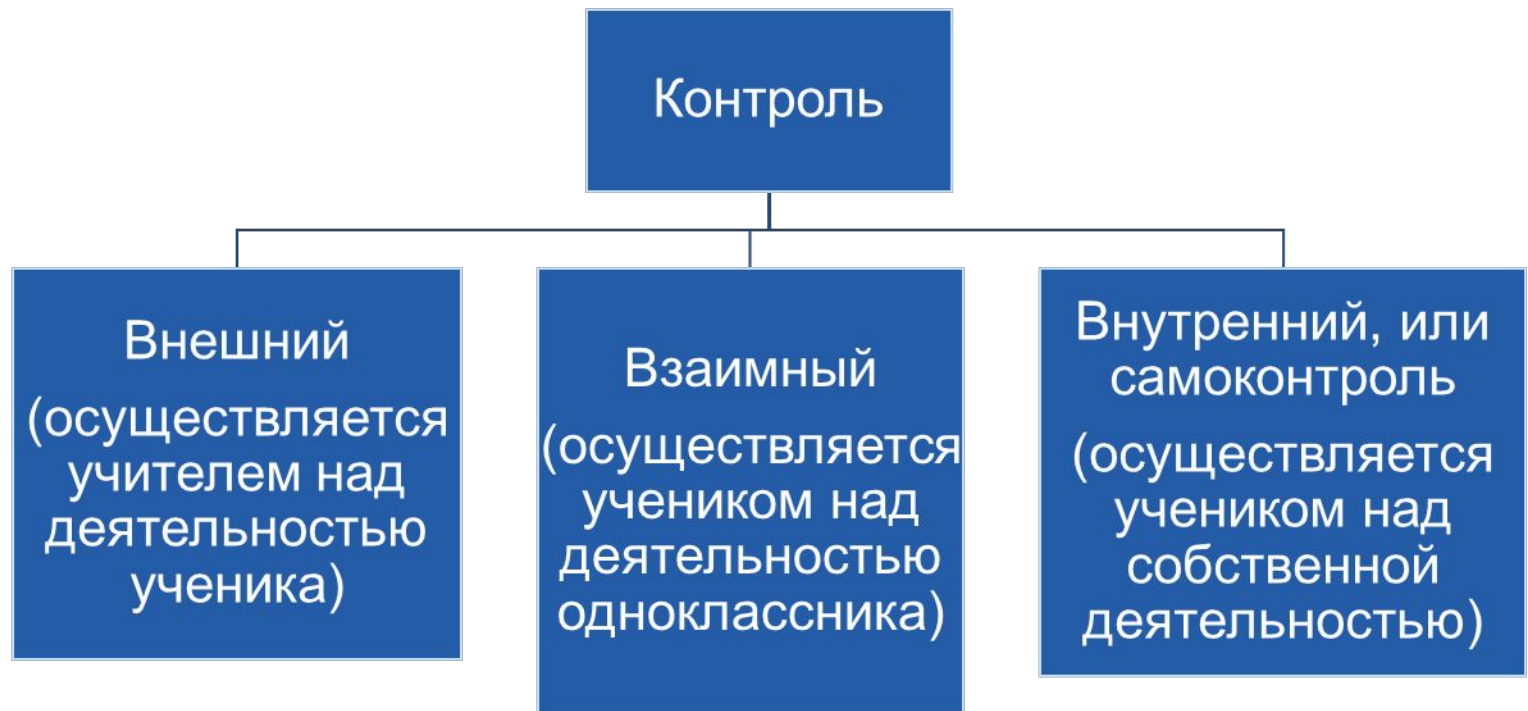 Контроль
Внешний
(осуществляется
учителем над
деятельностью
ученика)
Взаимный
(осуществляется
учеником над
деятельностью
одноклассника)
Внутренний, или
самоконтроль
(осуществляется
учеником над
собственной
деятельностью)